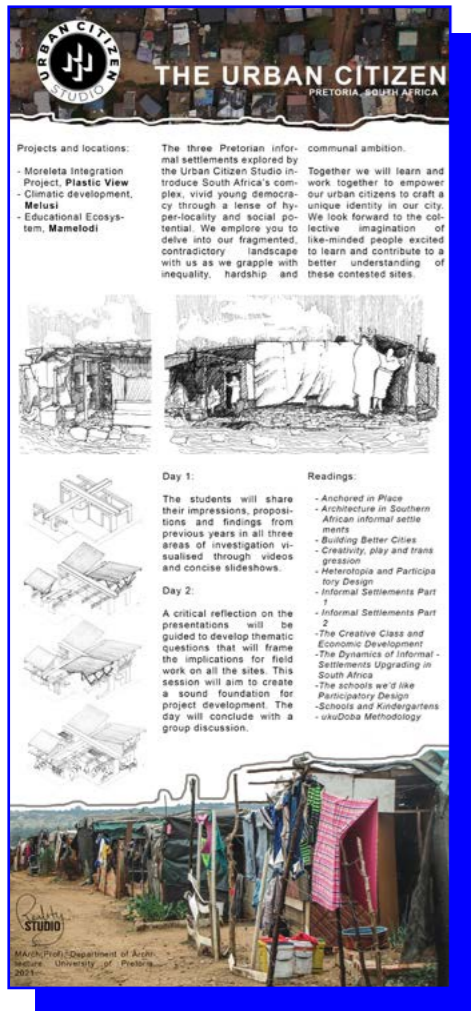 URBAN CITIZEN
STUDIO
THE URBAN CITIZEN
PRETORIA, SOUTH AFRICA
Projects and locations:
- Moreleta Integration
Project, Plastic View
- Climatic development,
Melusi
- Educational Ecosys-
tem, Mamelodi
The three Pretorian infor-
mal settlements explored by
the Urban Citizen Studio in-
troduce South Africa's com-
plex, vivid young democra-
cy through a lense of hy-
per-locality and social po-
tential. We emplore you to
delve into our fragmented,
contradictory landscape
with us as we grapple with
inequality, hardship and
communal ambition.
Together we will learn and
work together to empower
our urban citizens to craft a
unique identity in our city.
We look forward to the col-
lective imagination of
like-minded people excited
to learn and contribute to a
better understanding of
these contested sites.
Day 1:
The students will share
their impressions, proposi-
tions and findings from
previous years in all three
areas of investigation vi-
sualised through videos
and concise slideshows.
Day 2:
A critical reflection on the
presentations will be
guided to develop thematic
questions that will frame
the implications for field
work on all the sites. This
session will aim to create
a sound foundation for
project development. The
day will conclude with a
group discussion.
Readings:
- Anchored in Place
- Architecture in Southern
African informal settle
ments
- Building Better Cities
- Creativity, play and trans
gression
- Heterotopia and Participa
tory Design
- Informal Settlements Part
1
- Informal Settlements Part
2
-The Creative Class and
Economic Development
-The Dynamics of Informal -
Settlements Upgrading in
South Africa
-The schools we'd like
Participatory Design
-Schools and Kindergartens
- ukuDoba Methodology
Reality
STUDIO
MArch(Prof), Department of Archi-
tecture, University of Pretoria
2021